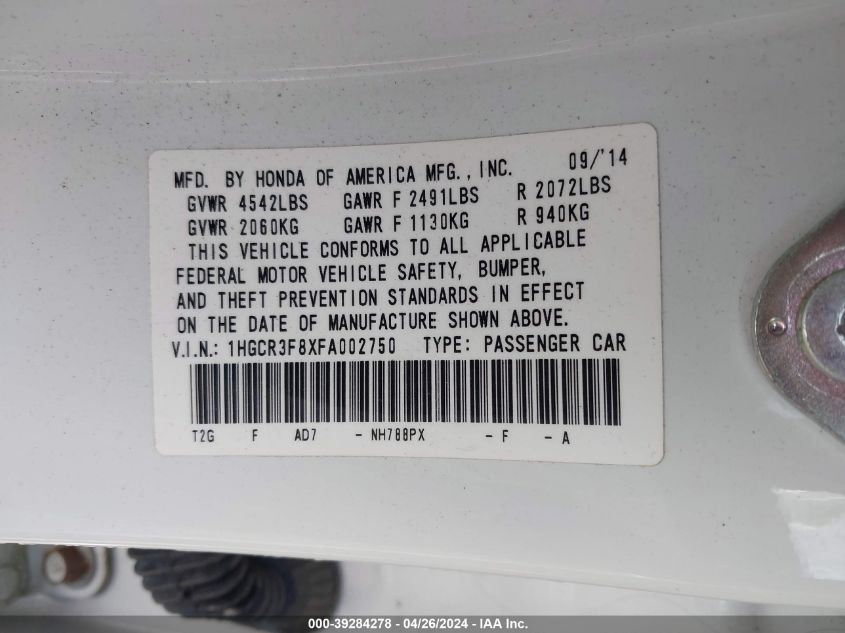 MFD. BY HONDA OF AMERICA MFG., INC. 09/'14
GVWR 4542LBS GAWR F 2491LBS R 2072LBS
GVWR 2060KG GAWR F 1130KG R 940KG
THIS VEHICLE CONFORMS TO ALL APPLICABLE
FEDERAL MOTOR VEHICLE SAFETY, BUMPER,
AND THEFT PREVENTION STANDARDS IN EFFECT
ON THE DATE OF MANUFACTURE SHOWN ABOVE.
V.I.N.: 1HGCR3F8XFA002750 TYPE: PASSENGER CAR
T2G F AD7 - NH788PX - F - A
000-39284278 - 04/26/2024 - IAA Inc.